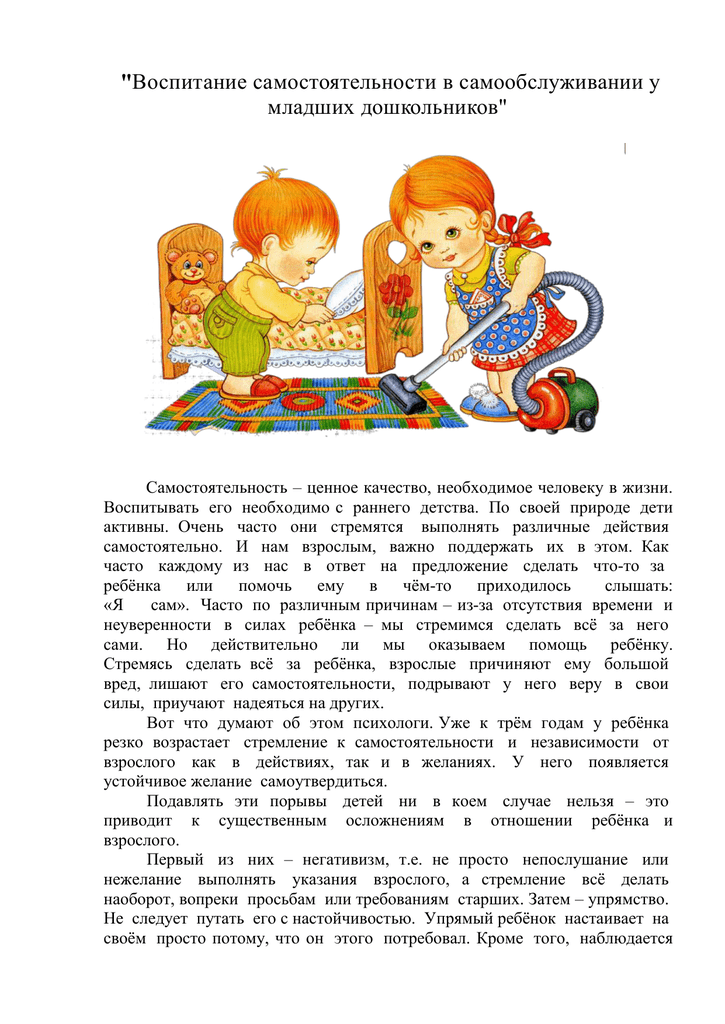 "Воспитание самостоятельности в самообслуживании у
младших дошкольников"
Самостоятельность – ценное качество, необходимое человеку в жизни.
Воспитывать его необходимо с раннего детства. По своей природе дети
активны. Очень часто они стремятся выполнять различные действия
самостоятельно. И нам взрослым, важно поддержать их в этом. Как
часто каждому из нас в ответ на предложение сделать что-то за
ребёнка или помочь ему в чём-то приходилось слышать:
«Я сам». Часто по различным причинам – из-за отсутствия времени и
неуверенности в силах ребёнка – мы стремимся сделать всё за него
сами. Но действительно ли мы оказываем помощь ребёнку.
Стремясь сделать всё за ребёнка, взрослые причиняют ему большой
вред, лишают его самостоятельности, подрывают у него веру в свои
силы, приучают надеяться на других.
Вот что думают об этом психологи. Уже к трём годам у ребёнка
резко возрастает стремление к самостоятельности и независимости от
взрослого как в действиях, так и в желаниях. У него появляется
устойчивое желание самоутвердиться.
Подавлять эти порывы детей ни в коем случае нельзя – это
приводит к существенным осложнениям в отношении ребёнка и
взрослого.
Первый из них – негативизм, т.е. не просто непослушание или
нежелание выполнять указания взрослого, а стремление всё делать
наоборот, вопреки просьбам или требованиям старших. Затем – упрямство.
Не следует путать его с настойчивостью. Упрямый ребёнок настаивает на
своём просто потому, что он этого потребовал. Кроме того, наблюдается